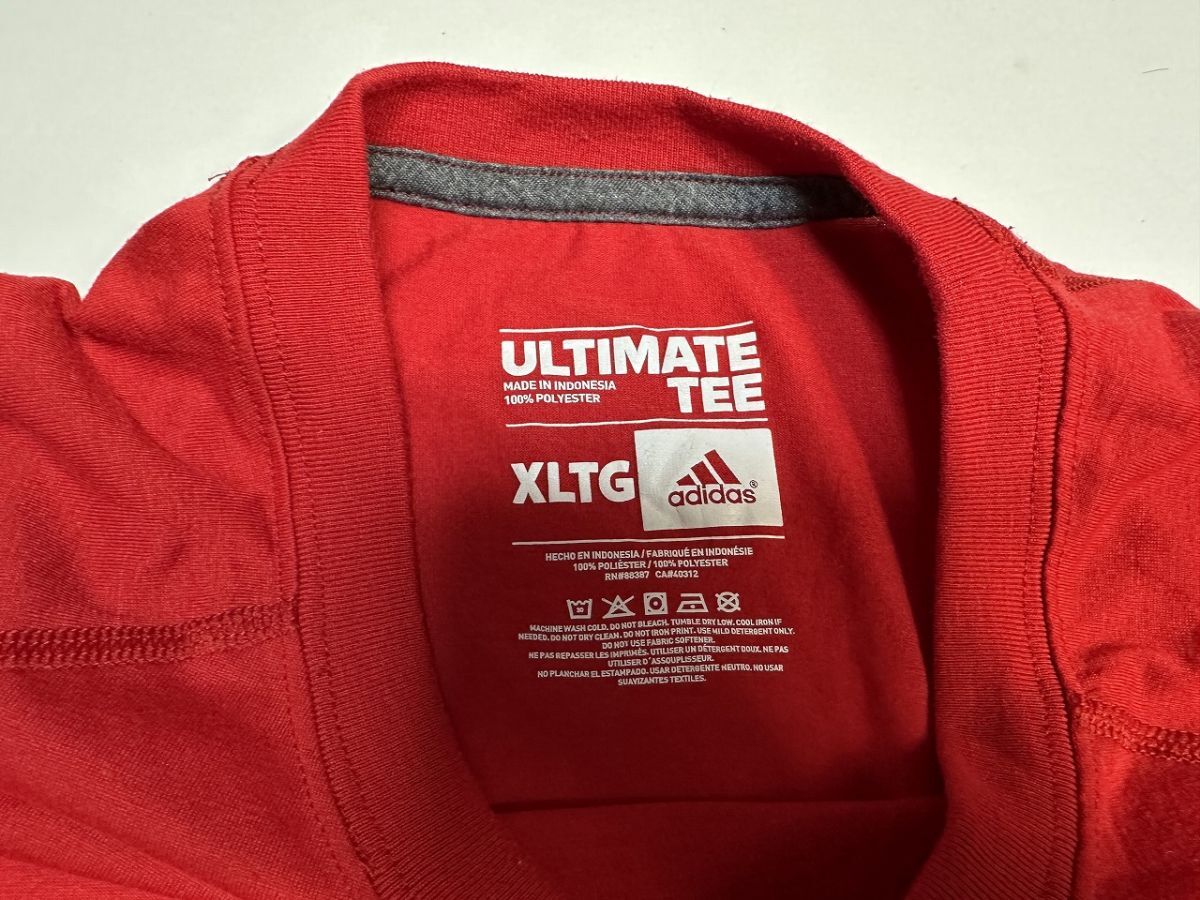 ULTIMATE
TEE
MADE IN INDONESIA
100% POLYESTER
XLTG
adidas®
HECHO EN INDONESIA / FABRIQUÉ EN INDONÉSIE
100% POLIÉSTER / 100% POLYESTER
RN#88387 CA#40312
30
MACHINE WASH COLD. DO NOT BLEACH. TUMBLE DRY LOW. COOL IRON IF
NEEDED. DO NOT DRY CLEAN. DO NOT IRON PRINT. USE MILD DETERGENT ONLY.
DO NOT USE FABRIC SOFTENER.
NE PAS REPASSER LES IMPRIMÉS. UTILISER UN DÉTERGENT DOUX. NE PAS
UTILISER D'ASSOUPLISSEUR.
NO PLANCHAR EL ESTAMPADO. USAR DETERGENTE NEUTRO. NO USAR
SUAVIZANTES TEXTILES.